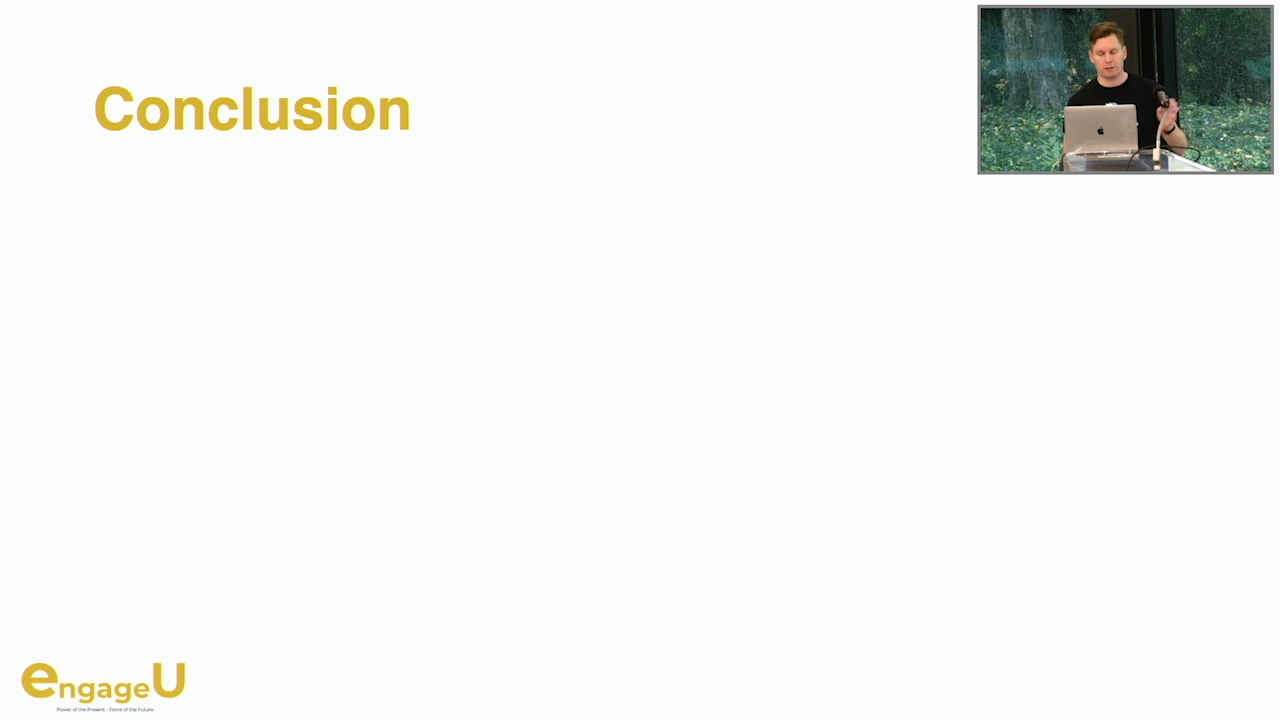 Conclusion
engageU
Power of the Present - Force of the Future